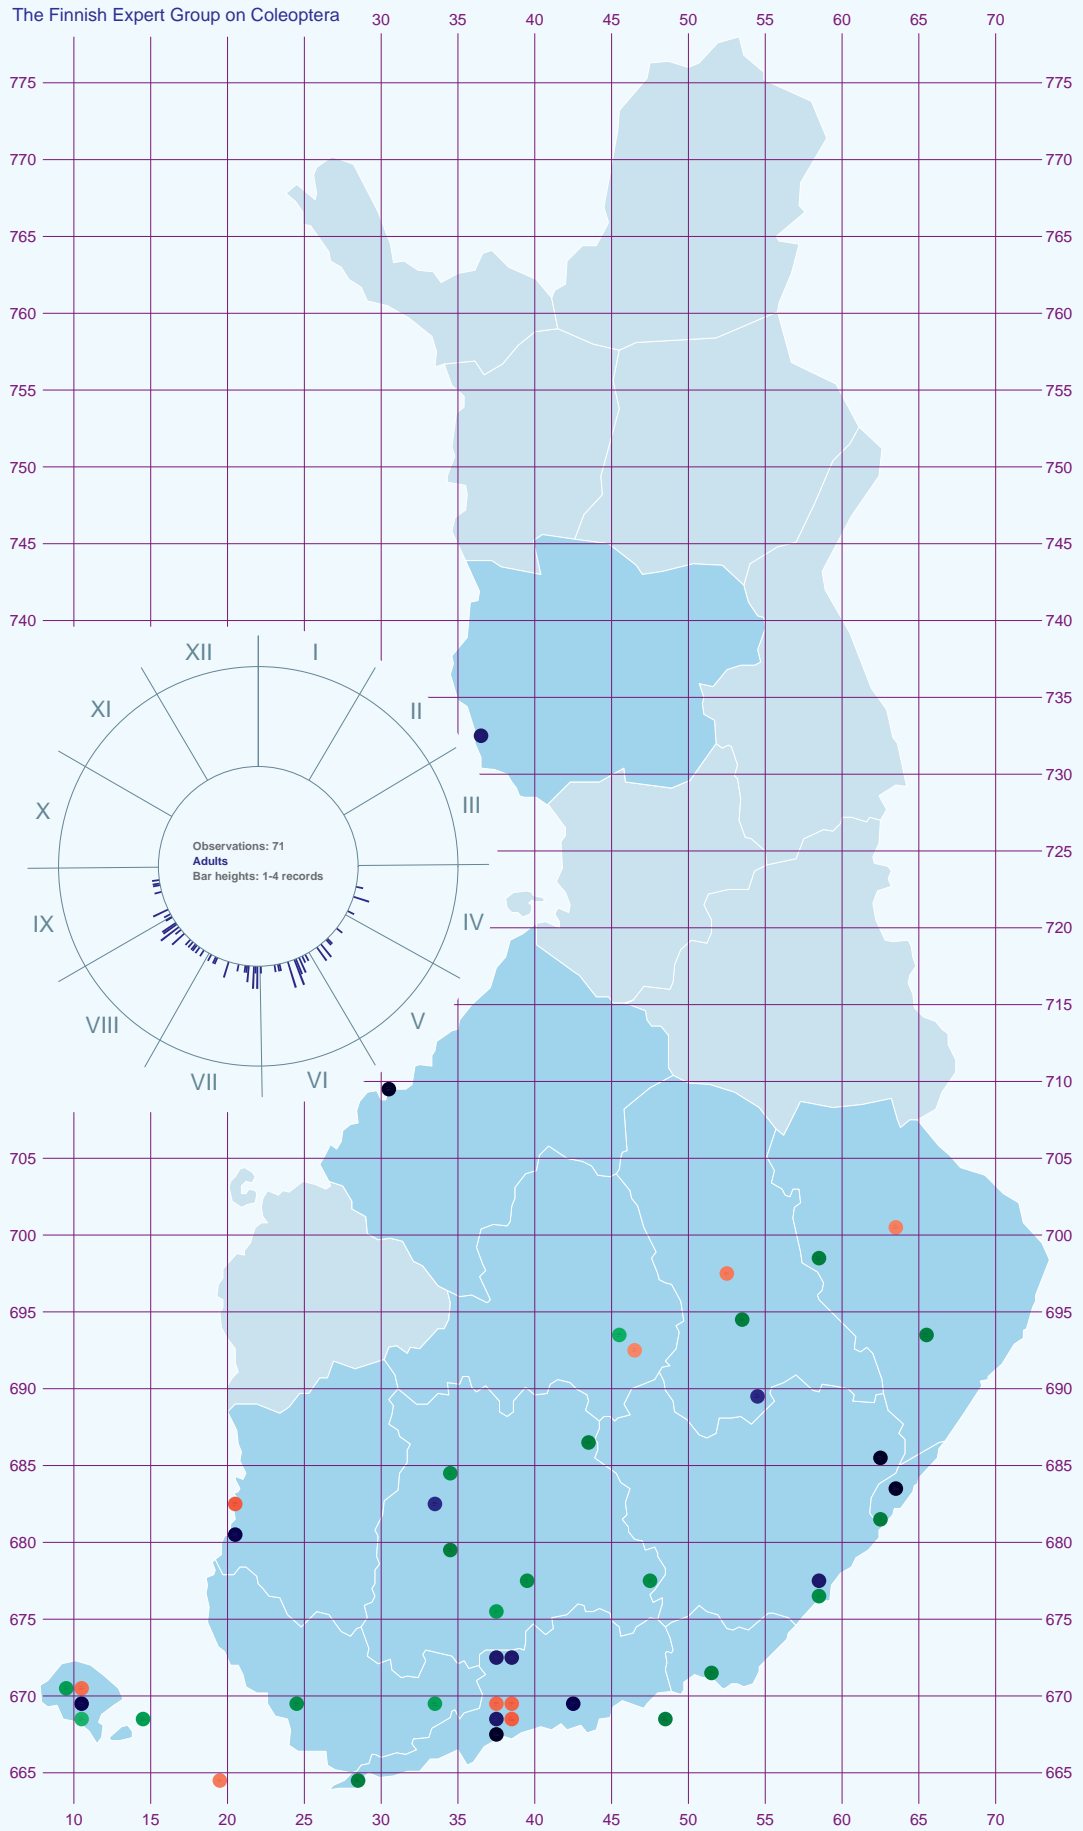 The Finnish Expert Group on Coleoptera
30 35 40 45 50 55 60 65 70
775 775
770 770
765 765
760 760
755 755
750 750
745 745
740 740
XII I
XI II
735
730
X III
Observations: 71
Adults
Bar heights: 1-4 records
725 725
IX IV
720 720
715 715
VIII V
VII VI
710 710
705 705
700 700
695 695
690 690
685 685
680 680
675 675
670 670
665 665
10 15 20 25 30 35 40 45 50 55 60 65 70